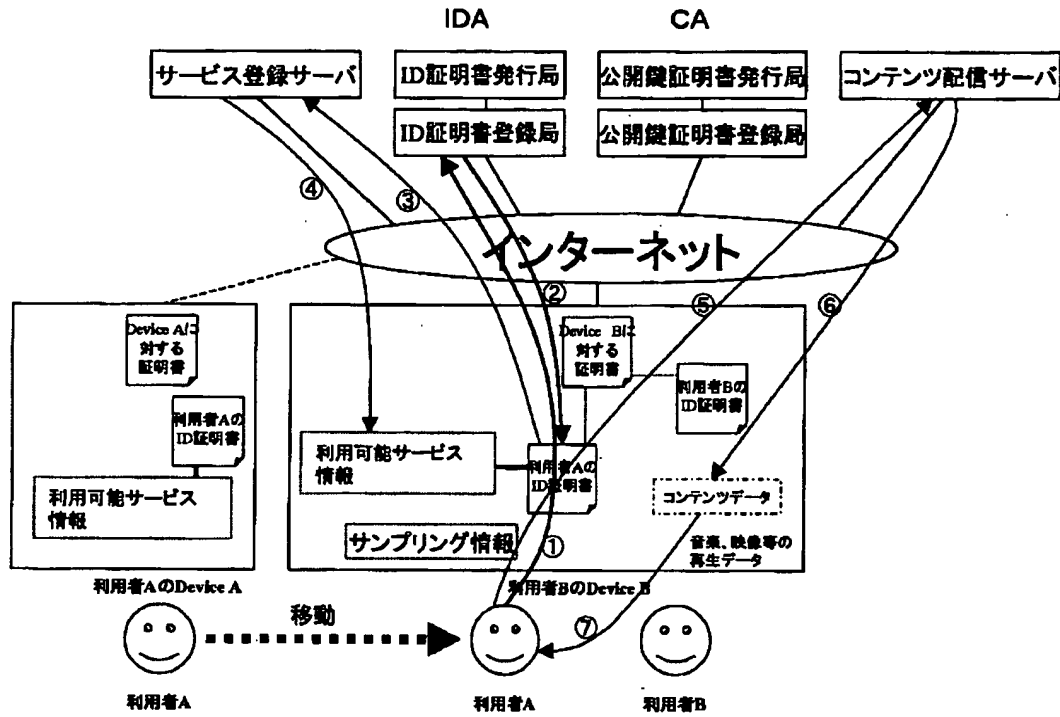 IDA
CA
サービス登録サーバ
ID証明書発行局
公開鍵証明書発行局
コンテンツ配信サーバ
ID証明書登録局
公開鍵証明書登録局
④
③
インターネット
②
⑤
⑥
Device Aに
対する
証明書
Device Bに
対する
証明書
利用者Bの
ID証明書
利用者Aの
ID証明書
利用可能サービス
情報
利用者Aの
ID証明書
利用可能サービス
情報
コンテンツデータ
サンプリング情報
①
音楽、映像等の
再生データ
利用者AのDevice A
利用者BのDevice B
移動
⑦
利用者A
利用者A
利用者B